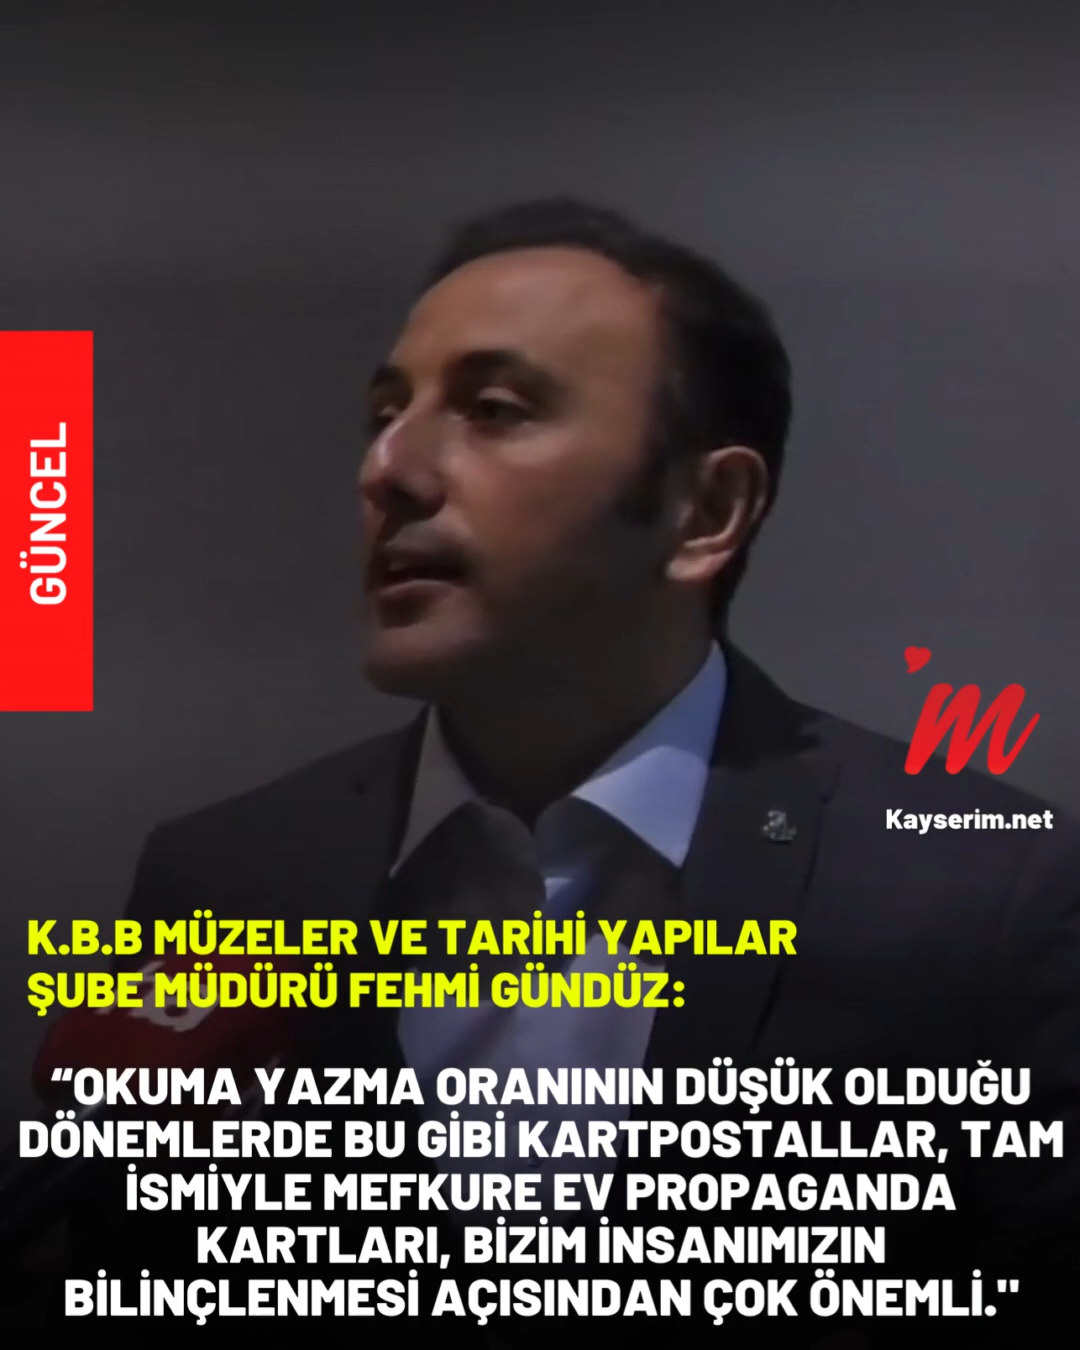 GÜNCEL
'm
Kayserim.net
K.B.B MÜZELER VE TARİHİ YAPILAR
ŞUBE MÜDÜRÜ FEHMİ GÜNDÜZ:
“OKUMA YAZMA ORANININ DÜŞÜK OLDUĞU
DÖNEMLERDE BU GİBİ KARTPOSTALLAR, TAM
İSMİYLE MEFKURE EV PROPAGANDA
KARTLARI, BİZİM İNSANIMIZIN
BİLİNÇLENMESİ AÇISINDAN ÇOK ÖNEMLİ."